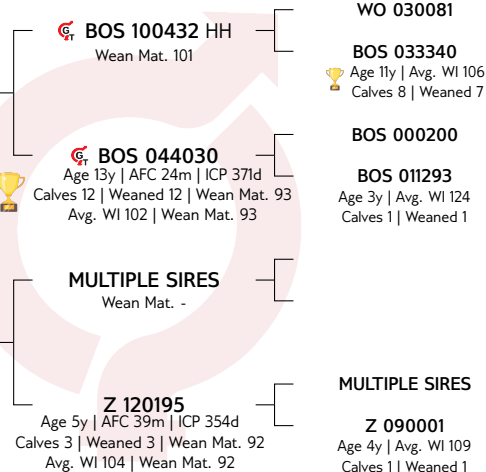 WO 030081
BOS 100432 HH
Wean Mat. 101
BOS 033340
Age 11y | Avg. WI 106
Calves 8 | Weaned 7
BOS 000200
BOS 044030
Age 13y | AFC 24m | ICP 371d
Calves 12 | Weaned 12 | Wean Mat. 93
Avg. WI 102 | Wean Mat. 93
BOS 011293
Age 3y | Avg. WI 124
Calves 1 | Weaned 1
MULTIPLE SIRES
Wean Mat. -
MULTIPLE SIRES
Z 120195
Age 5y | AFC 39m | ICP 354d
Calves 3 | Weaned 3 | Wean Mat. 92
Avg. WI 104 | Wean Mat. 92
Z 090001
Age 4y | Avg. WI 109
Calves 1 | Weaned 1